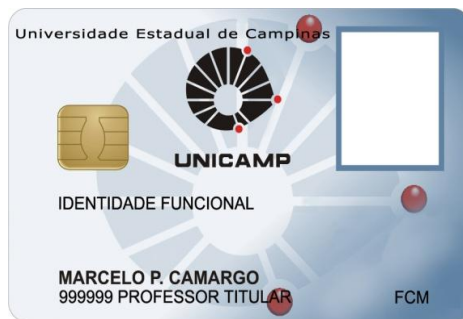 Universidade Estadual de Campinas
UNICAMP
IDENTIDADE FUNCIONAL
MARCELO P. CAMARGO
999999 PROFESSOR TITULAR
FCM